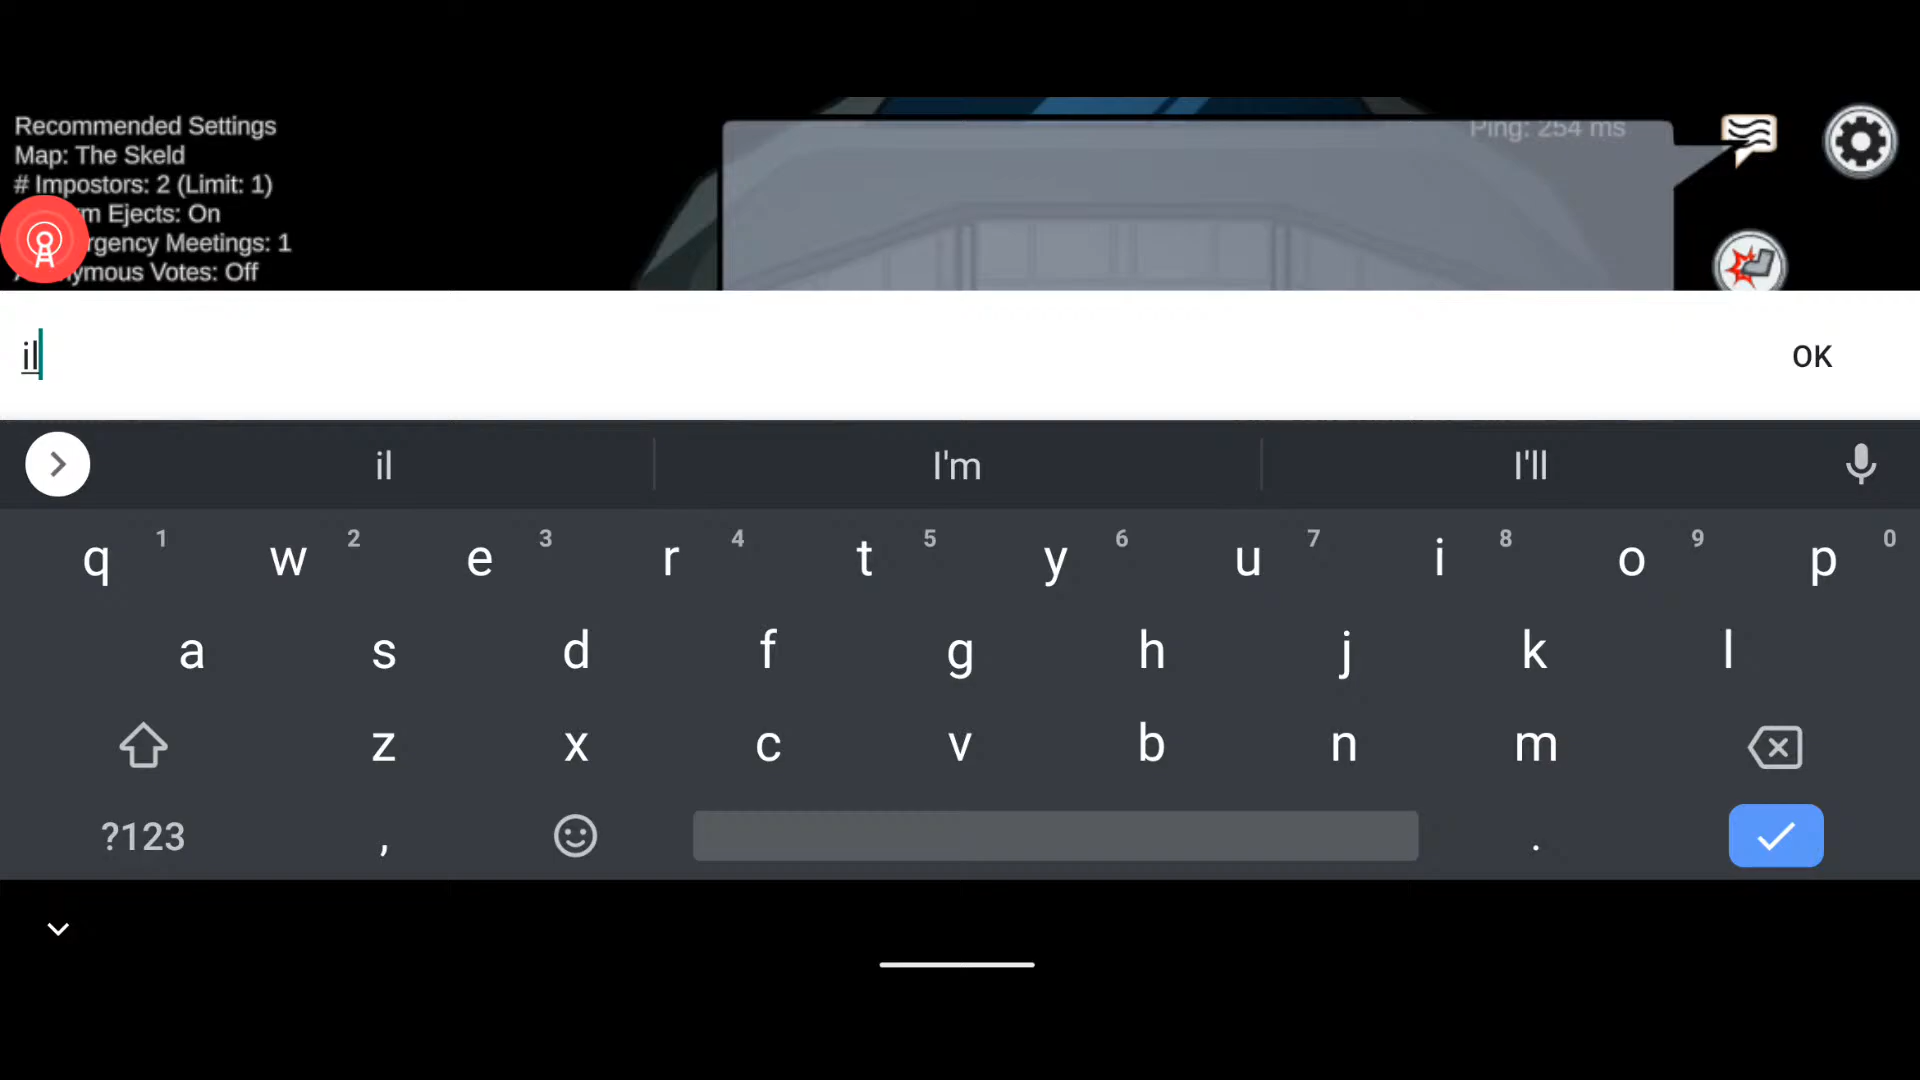 Recommended Settings
Map: The Skeld
# Impostors: 2 (Limit: 1)
m Ejects: On
rgency Meetings: 1
ymous Votes: Off
Ping: 254 ms
il
OK
il I'm I'll
q 1 w 2 e 3 r 4 t 5 y 6 u 7 i 8 o 9 p 0
a s d f g h j k l
z x c v b n m
?123 , .